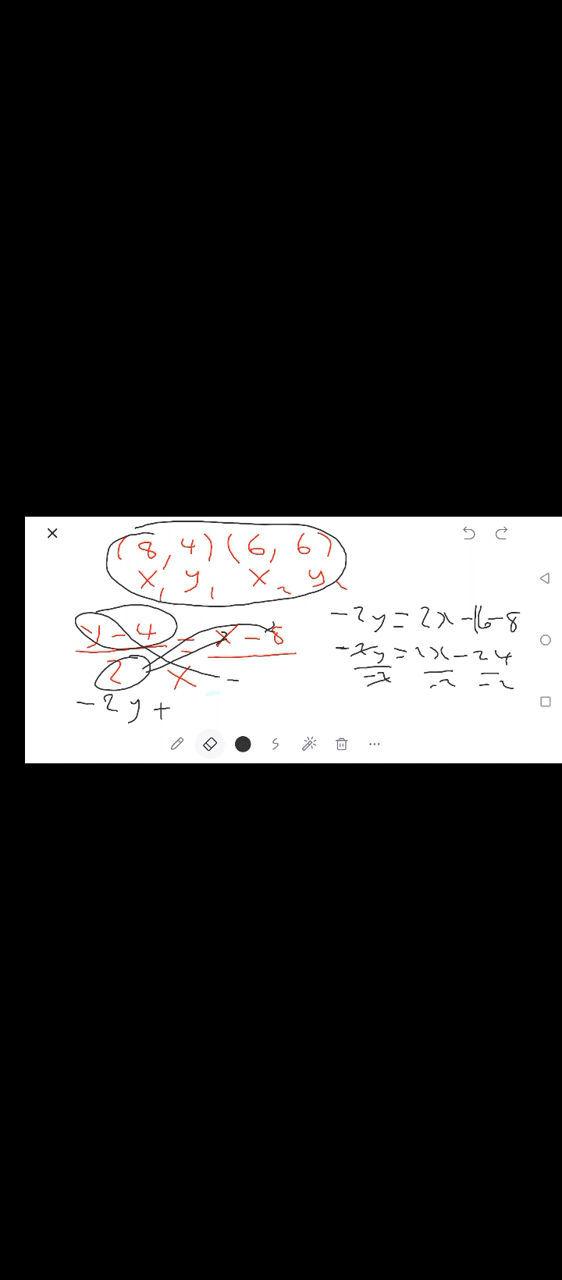 (8, 4) (6, 6)
x₁ y₁ x₂ y₂
y - 4 = x - 8
2 -
-2y +
-2y = 2x - 16 - 8
-2y = 2x - 24
-2 -2 -2